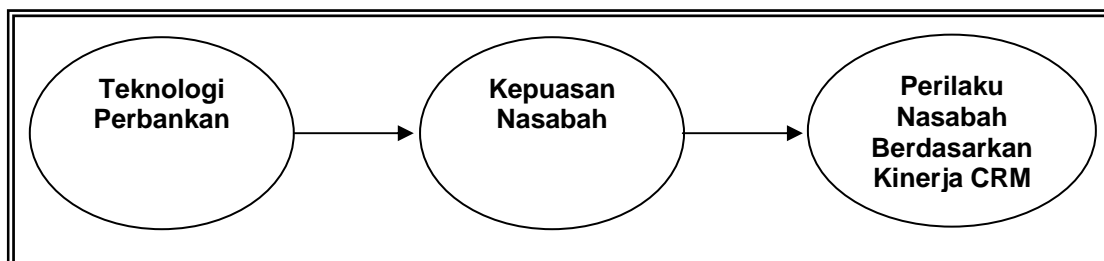 Teknologi
Perbankan
Kepuasan
Nasabah
Perilaku
Nasabah
Berdasarkan
Kinerja CRM